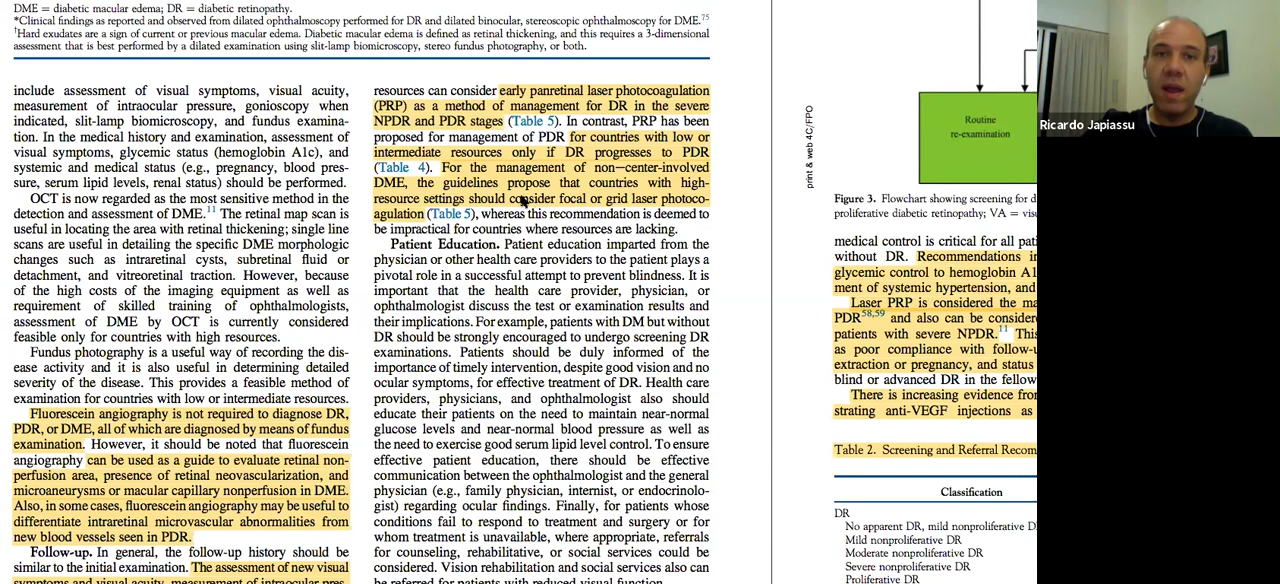 DME = diabetic macular edema; DR = diabetic retinopathy.
*Clinical findings as reported and observed from dilated ophthalmoscopy performed for DR and dilated binocular, stereoscopic ophthalmoscopy for DME.75
†Hard exudates are a sign of current or previous macular edema. Diabetic macular edema is defined as retinal thickening, and this requires a 3-dimensional
assessment that is best performed by a dilated examination using slit-lamp biomicroscopy, stereo fundus photography, or both.
include assessment of visual symptoms, visual acuity,
measurement of intraocular pressure, gonioscopy when
indicated, slit-lamp biomicroscopy, and fundus examina-
tion. In the medical history and examination, assessment of
visual symptoms, glycemic status (hemoglobin A1c), and
systemic and medical status (e.g., pregnancy, blood pres-
sure, serum lipid levels, renal status) should be performed.
OCT is now regarded as the most sensitive method in the
detection and assessment of DME.11 The retinal map scan is
useful in locating the area with retinal thickening; single line
scans are useful in detailing the specific DME morphologic
changes such as intraretinal cysts, subretinal fluid or
detachment, and vitreoretinal traction. However, because
of the high costs of the imaging equipment as well as
requirement of skilled training of ophthalmologists,
assessment of DME by OCT is currently considered
feasible only for countries with high resources.
Fundus photography is a useful way of recording the dis-
ease activity and it is also useful in determining detailed
severity of the disease. This provides a feasible method of
examination for countries with low or intermediate resources.
Fluorescein angiography is not required to diagnose DR,
PDR, or DME, all of which are diagnosed by means of fundus
examination. However, it should be noted that fluorescein
angiography can be used as a guide to evaluate retinal non-
perfusion area, presence of retinal neovascularization, and
microaneurysms or macular capillary nonperfusion in DME.
Also, in some cases, fluorescein angiography may be useful to
differentiate intraretinal microvascular abnormalities from
new blood vessels seen in PDR.
Follow-up. In general, the follow-up history should be
similar to the initial examination. The assessment of new visual
symptoms and visual acuity, measurement of intraocular pres-
resources can consider early panretinal laser photocoagulation
(PRP) as a method of management for DR in the severe
NPDR and PDR stages (Table 5). In contrast, PRP has been
proposed for management of PDR for countries with low or
intermediate resources only if DR progresses to PDR
(Table 4). For the management of non–center-involved
DME, the guidelines propose that countries with high-
resource settings should consider focal or grid laser photoco-
agulation (Table 5), whereas this recommendation is deemed to
be impractical for countries where resources are lacking.
Patient Education. Patient education imparted from the
physician or other health care providers to the patient plays a
pivotal role in a successful attempt to prevent blindness. It is
important that the health care provider, physician, or
ophthalmologist discuss the test or examination results and
their implications. For example, patients with DM but without
DR should be strongly encouraged to undergo screening DR
examinations. Patients should be duly informed of the
importance of timely intervention, despite good vision and no
ocular symptoms, for effective treatment of DR. Health care
providers, physicians, and ophthalmologist also should
educate their patients on the need to maintain near-normal
glucose levels and near-normal blood pressure as well as
the need to exercise good serum lipid level control. To ensure
effective patient education, there should be effective
communication between the ophthalmologist and the general
physician (e.g., family physician, internist, or endocrinolo-
gist) regarding ocular findings. Finally, for patients whose
conditions fail to respond to treatment and surgery or for
whom treatment is unavailable, where appropriate, referrals
for counseling, rehabilitative, or social services could be
considered. Vision rehabilitation and social services also can
be referred for patients with reduced visual function.
print & web 4C/FPO
Routine
re-examination
Ricardo Japiassu
Figure 3. Flowchart showing screening for d
proliferative diabetic retinopathy; VA = visu
medical control is critical for all pati
without DR. Recommendations in
glycemic control to hemoglobin A1
ment of systemic hypertension, and
Laser PRP is considered the ma
PDR58,59 and also can be consider
patients with severe NPDR.11 This
as poor compliance with follow-u
extraction or pregnancy, and status
blind or advanced DR in the fellow
There is increasing evidence from
strating anti-VEGF injections as
Table 2. Screening and Referral Recom
Classification
DR
No apparent DR, mild nonproliferative D
Mild nonproliferative DR
Moderate nonproliferative DR
Severe nonproliferative DR
Proliferative DR